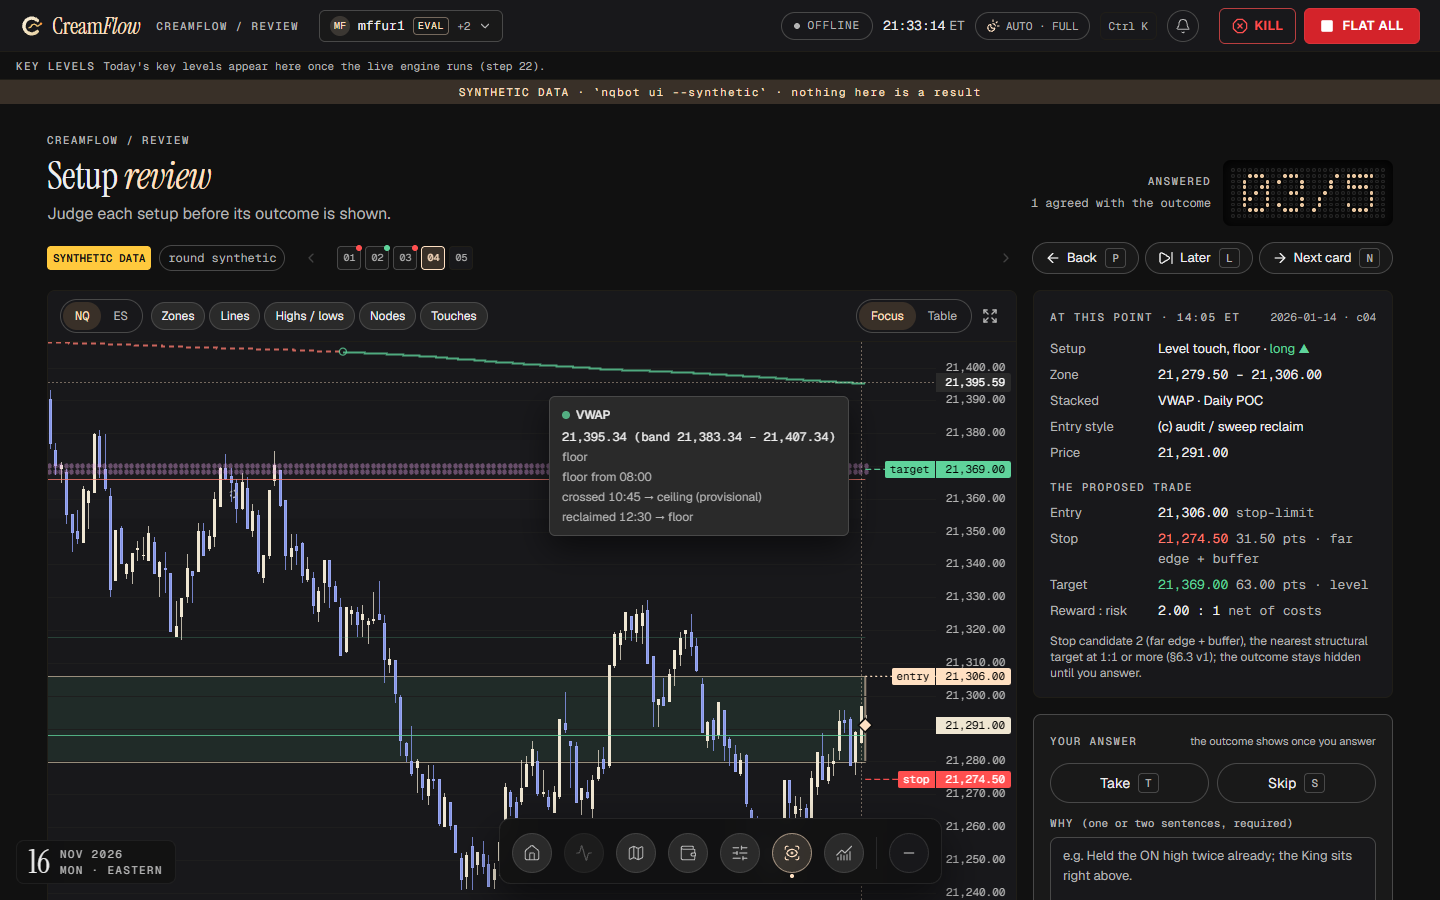 CreamFlow CREAMFLOW / REVIEW MF mffur1 EVAL +2 OFFLINE 21:33:14 ET AUTO · FULL Ctrl K KILL FLAT ALL
KEY LEVELS Today's key levels appear here once the live engine runs (step 22).
SYNTHETIC DATA · `nqbot ui --synthetic` · nothing here is a result
CREAMFLOW / REVIEW
Setup review
Judge each setup before its outcome is shown.
ANSWERED
1 agreed with the outcome
03/5
SYNTHETIC DATA round synthetic 01 02 03 04 05
Back P Later L Next card N
NQ ES Zones Lines Highs / lows Nodes Touches Focus Table
21,400.00
21,395.59
21,390.00
21,380.00
target 21,369.00
21,360.00
21,350.00
21,340.00
21,330.00
21,320.00
21,310.00
entry 21,306.00
21,300.00
21,291.00
21,280.00
stop 21,274.50
21,270.00
21,260.00
21,250.00
21,240.00
VWAP
21,395.34 (band 21,383.34 – 21,407.34)
floor
floor from 08:00
crossed 10:45 → ceiling (provisional)
reclaimed 12:30 → floor
AT THIS POINT · 14:05 ET 2026-01-14 · c04
Setup Level touch, floor · long ▲
Zone 21,279.50 – 21,306.00
Stacked VWAP · Daily POC
Entry style (c) audit / sweep reclaim
Price 21,291.00
THE PROPOSED TRADE
Entry 21,306.00 stop-limit
Stop 21,274.50 31.50 pts · far
edge + buffer
Target 21,369.00 63.00 pts · level
Reward : risk 2.00 : 1 net of costs
Stop candidate 2 (far edge + buffer), the nearest structural
target at 1:1 or more (§6.3 v1); the outcome stays hidden
until you answer.
YOUR ANSWER the outcome shows once you answer
Take T Skip S
WHY (one or two sentences, required)
e.g. Held the ON high twice already; the King sits
right above.
16 NOV 2026
MON · EASTERN